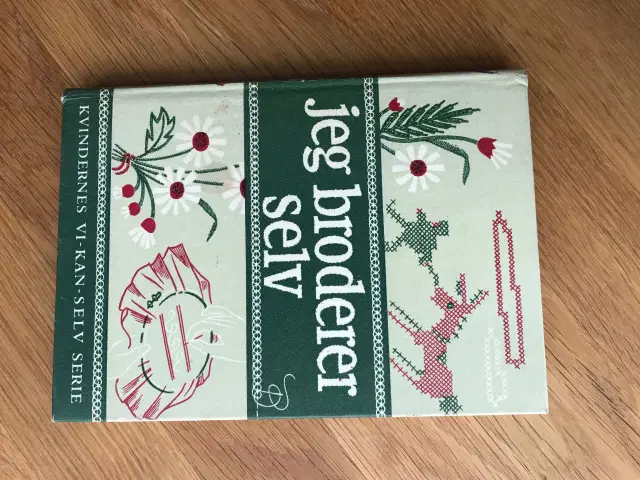 jeg broderer
selv
KVINDERNES VI-KAN-SELV SERIE